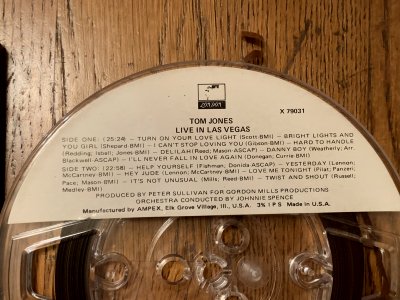 LONDON
X 79031
TOM JONES
LIVE IN LAS VEGAS
SIDE ONE: (25:24) – TURN ON YOUR LOVE LIGHT (Scott-BMI) – BRIGHT LIGHTS AND
YOU GIRL (Shepard-BMI) – I CAN'T STOP LOVING YOU (Gibson-BMI) – HARD TO HANDLE
(Redding; Isbell; Jones-BMI) – DELILAH (Reed; Mason-ASCAP) – DANNY BOY (Weatherly; Arr.
Blackwell-ASCAP) – I'LL NEVER FALL IN LOVE AGAIN (Donegan; Currie-BMI)
SIDE TWO: (22:58) – HELP YOURSELF (Fishman; Donida-ASCAP) – YESTERDAY (Lennon;
McCartney-BMI) – HEY JUDE (Lennon; McCartney-BMI) – LOVE ME TONIGHT (Pilat; Panzeri;
Pace; Mason-BMI) – IT'S NOT UNUSUAL (Mills; Reed-BMI) – TWIST AND SHOUT (Russel;
Medley-BMI)
PRODUCED BY PETER SULLIVAN FOR GORDON MILLS PRODUCTIONS
ORCHESTRA CONDUCTED BY JOHNNIE SPENCE
Manufactured by AMPEX, Elk Grove Village, Ill., U.S.A. 3¾ I P S Made in U.S.A.